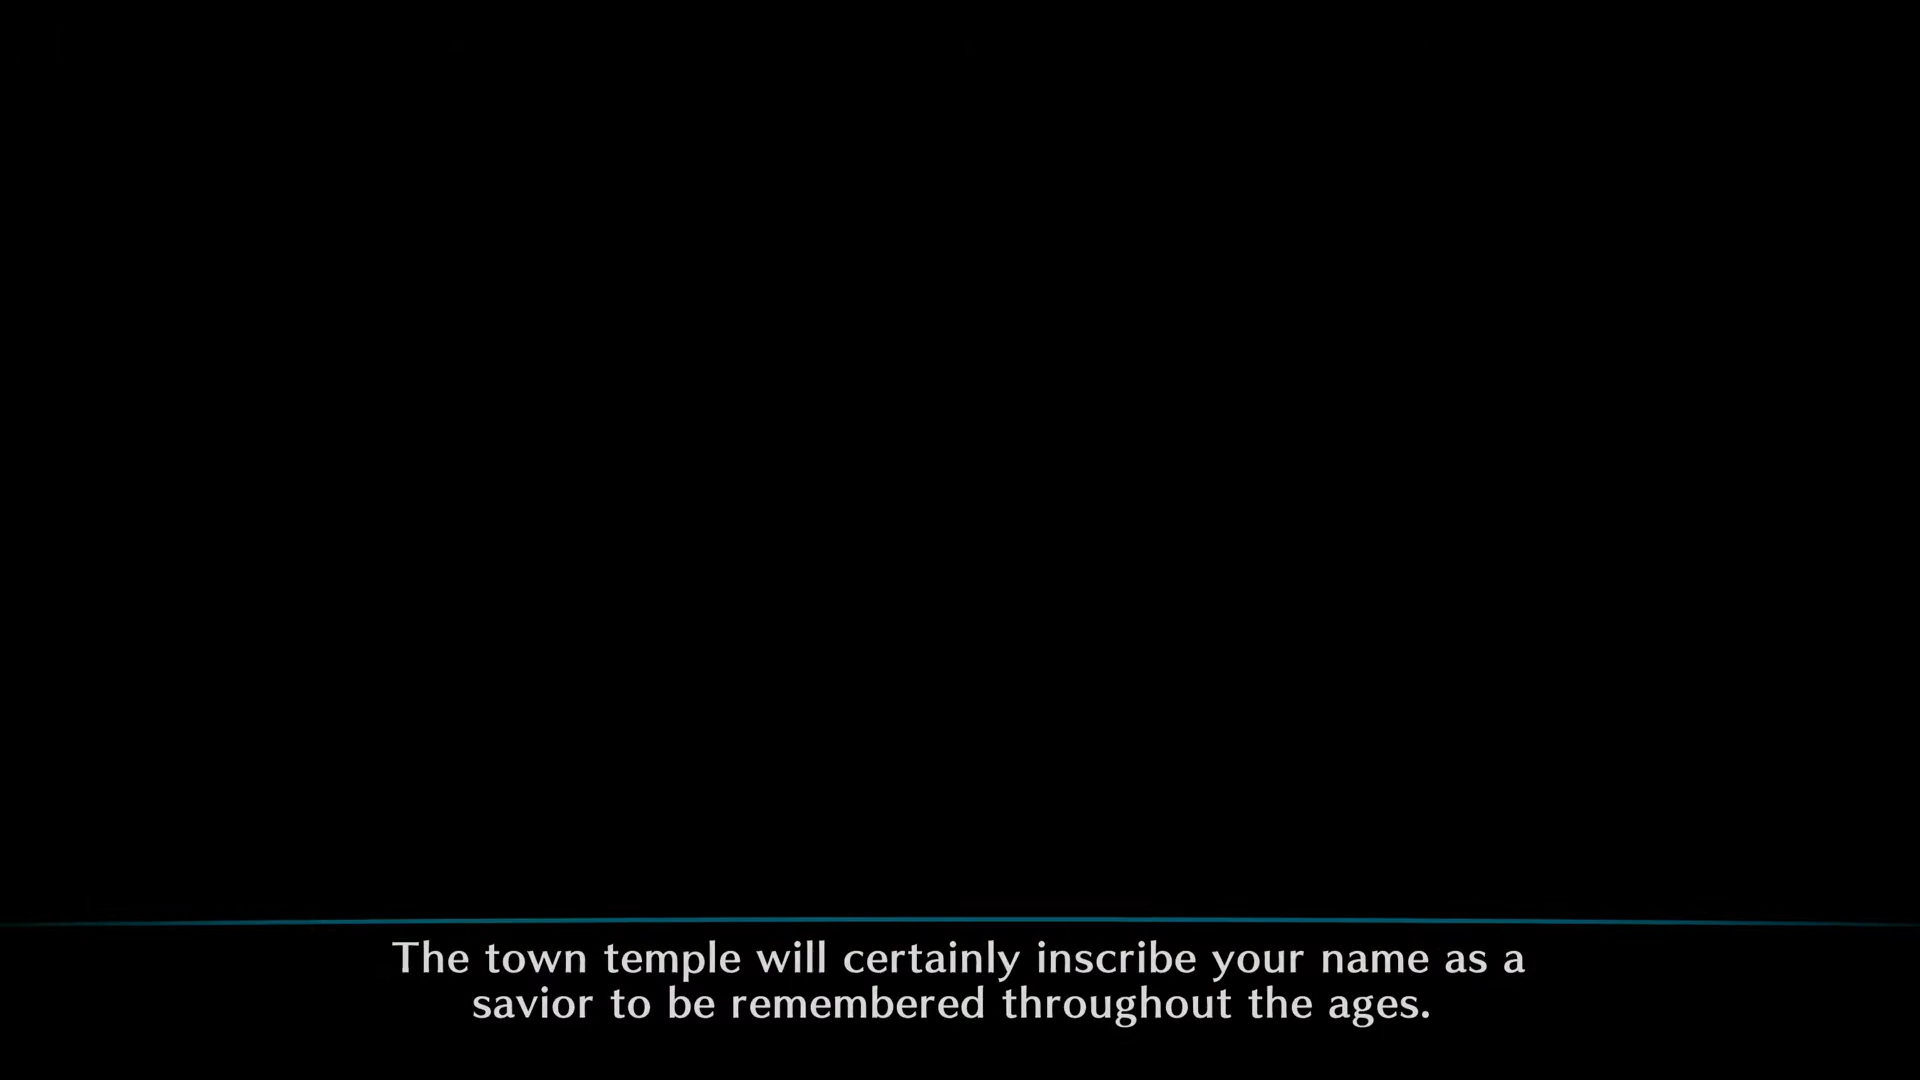 The town temple will certainly inscribe your name as a
savior to be remembered throughout the ages.